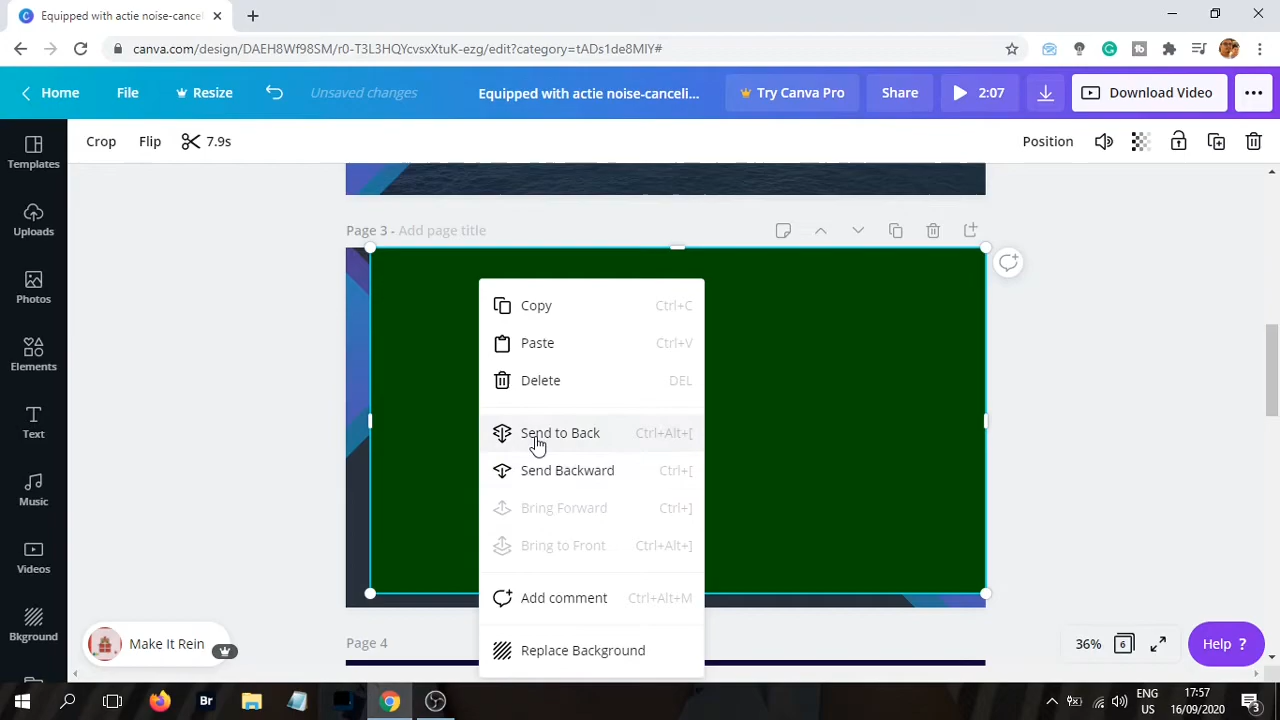 Equipped with actie noise-cancel
canva.com/design/DAEH8Wf98SM/r0-T3L3HQYcvsxXtuK-ezg/edit?category=tADs1de8MlY#
Home
File
Resize
Unsaved changes
Equipped with actie noise-canceli...
Try Canva Pro
Share
2:07
Download Video
Templates
Crop
Flip
7.9s
Position
Uploads
Page 3 - Add page title
Photos
Copy Ctrl+C
Paste Ctrl+V
Elements
Delete DEL
Text
Send to Back Ctrl+Alt+[
Send Backward Ctrl+[
Music
Bring Forward Ctrl+]
Bring to Front Ctrl+Alt+]
Videos
Add comment Ctrl+Alt+M
Bkground
Make It Rein
Page 4
Replace Background
36%
6
Help ?
Br
ENG
US
17:57
16/09/2020
3